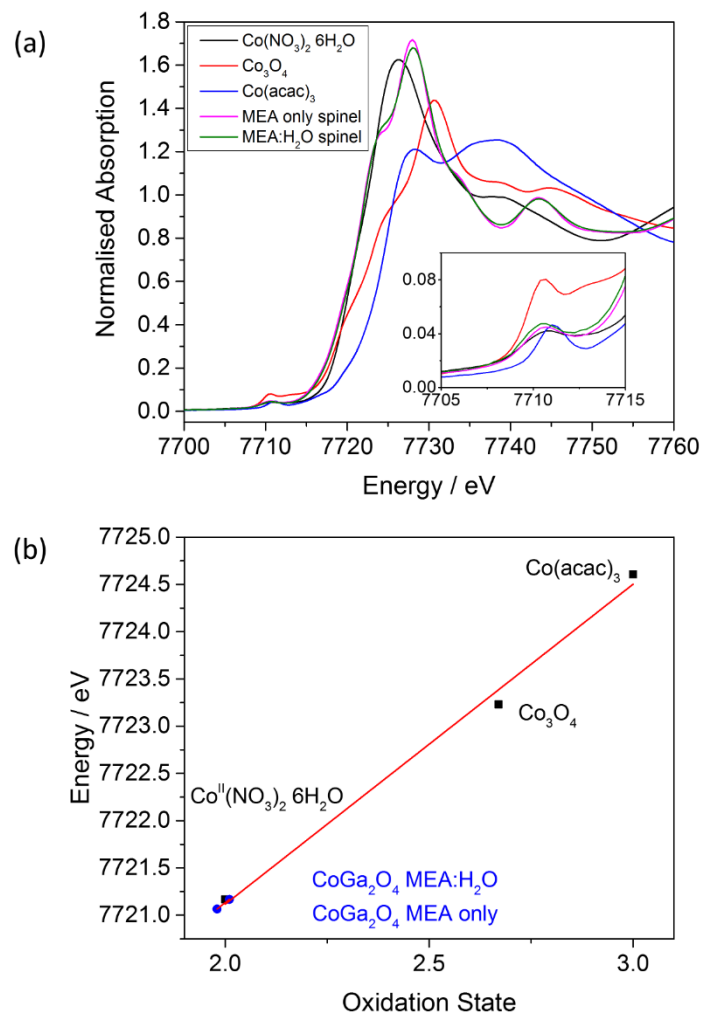 (a)
1.8
1.6
1.4
1.2
1.0
0.8
0.6
0.4
0.2
0.0
Normalised Absorption
Co(NO₃)₂ 6H₂O
Co₃O₄
Co(acac)₃
MEA only spinel
MEA:H₂O spinel
0.08
0.04
0.00
7705 7710 7715
7700 7710 7720 7730 7740 7750 7760
Energy / eV
(b)
7725.0
7724.5
7724.0
7723.5
7723.0
7722.5
7722.0
7721.5
7721.0
Energy / eV
Co(acac)₃
Co₃O₄
Coᴵᴵ(NO₃)₂ 6H₂O
CoGa₂O₄ MEA:H₂O
CoGa₂O₄ MEA only
2.0 2.5 3.0
Oxidation State